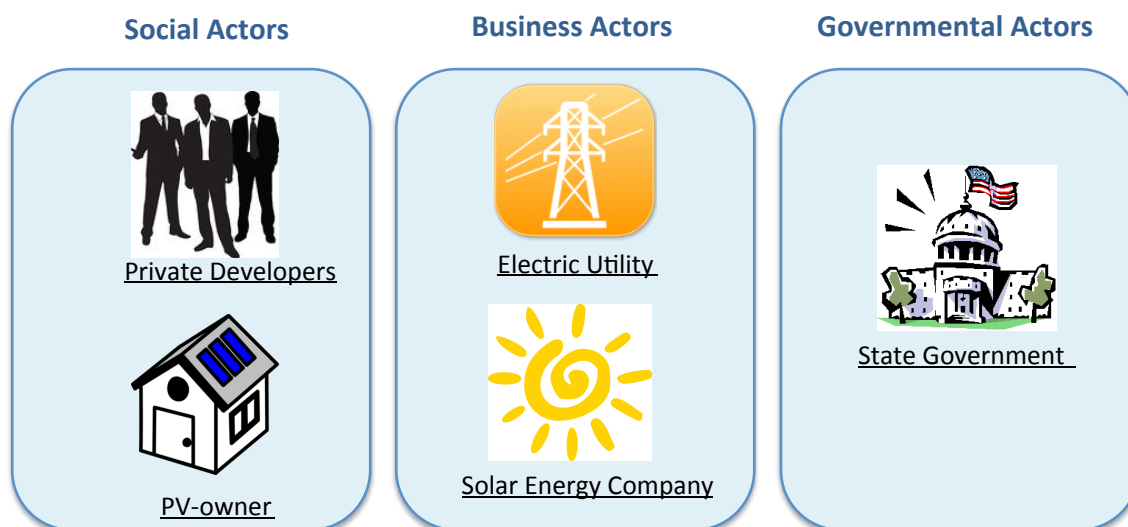 Social Actors
Business Actors
Governmental Actors
Private Developers
Electric Utility
State Government
PV-owner
Solar Energy Company